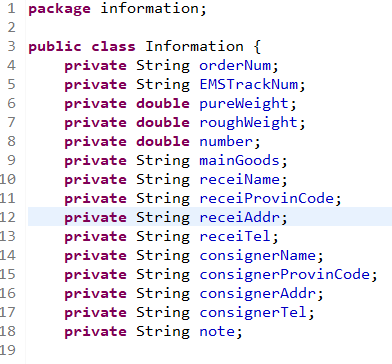 1 package information;
2
3 public class Information {
4 private String orderNum;
5 private String EMSTrackNum;
6 private double pureWeight;
7 private double roughWeight;
8 private double number;
9 private String mainGoods;
10 private String receiName;
11 private String receiProvinCode;
12 private String receiAddr;
13 private String receiTel;
14 private String consignerName;
15 private String consignerProvinCode;
16 private String consignerAddr;
17 private String consignerTel;
18 private String note;
19